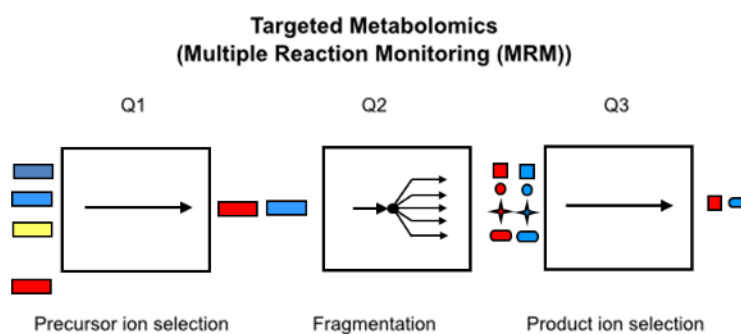 Targeted Metabolomics
(Multiple Reaction Monitoring (MRM))
Q1 Q2 Q3
Precursor ion selection Fragmentation Product ion selection